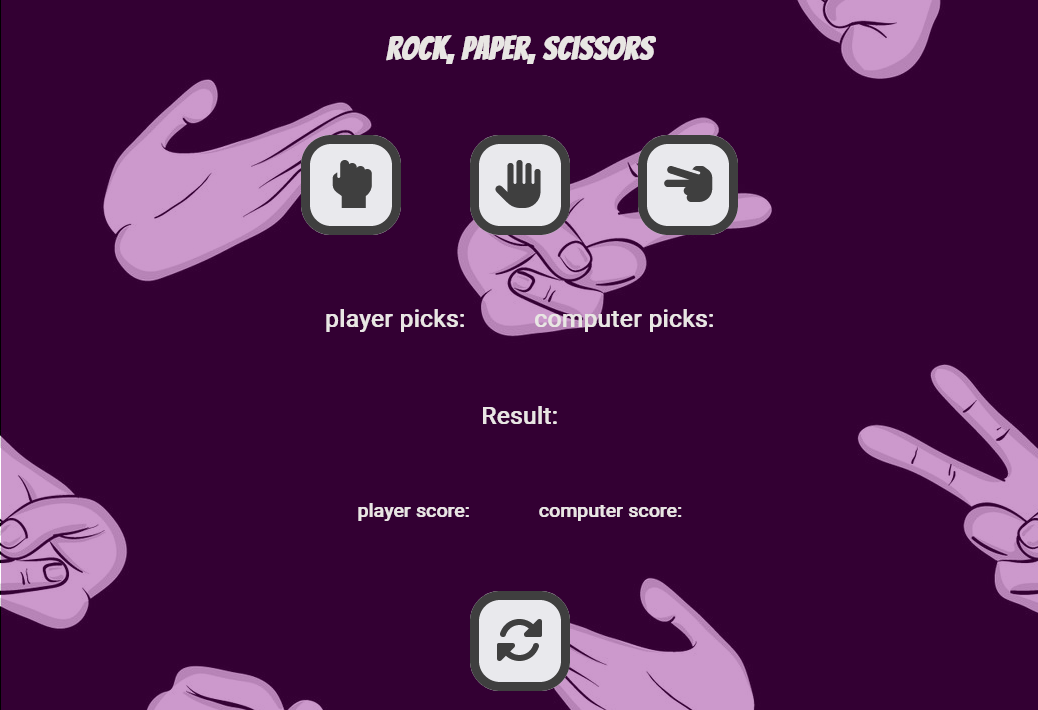 ROCK, PAPER, SCISSORS
player picks: computer picks:
Result:
player score: computer score: